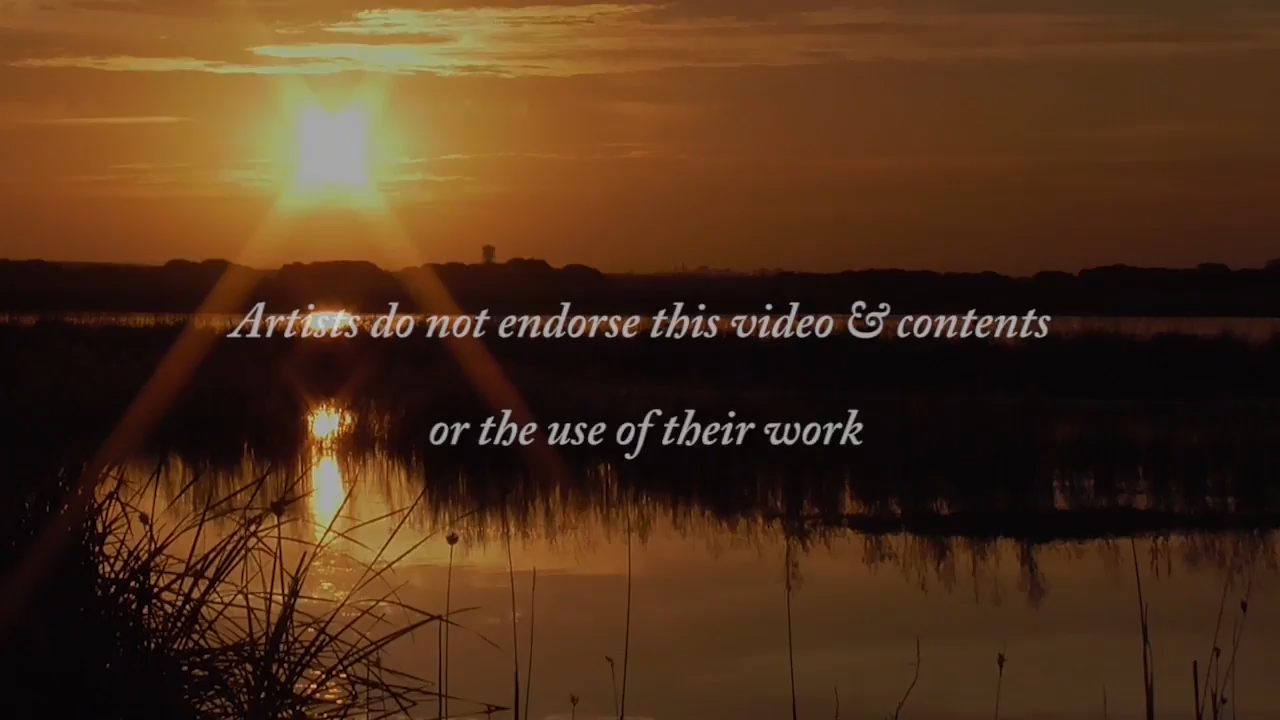 Artists do not endorse this video & contents
or the use of their work